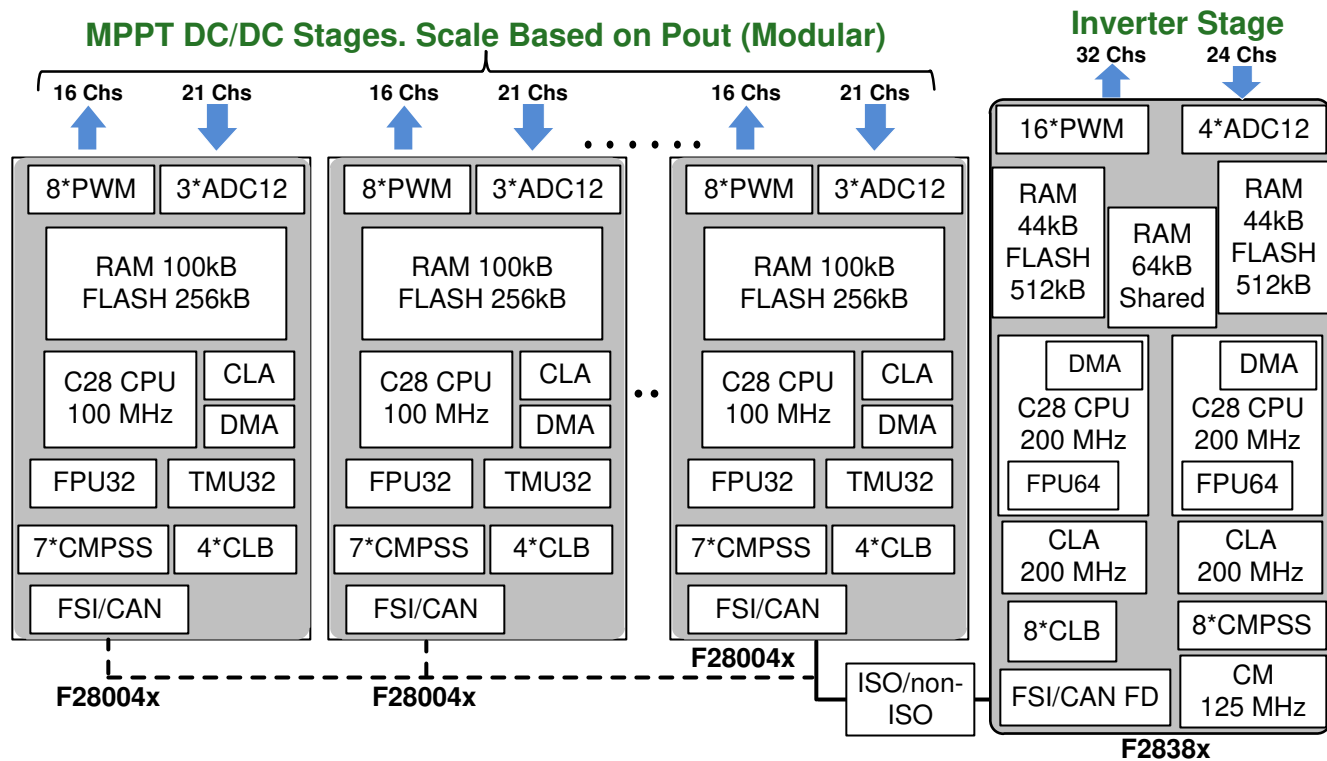 MPPT DC/DC Stages. Scale Based on Pout (Modular)
Inverter Stage
16 Chs
21 Chs
16 Chs
21 Chs
16 Chs
21 Chs
32 Chs
24 Chs
8*PWM
3*ADC12
RAM 100kB
FLASH 256kB
C28 CPU
100 MHz
CLA
DMA
FPU32
TMU32
7*CMPSS
4*CLB
FSI/CAN
F28004x
8*PWM
3*ADC12
RAM 100kB
FLASH 256kB
C28 CPU
100 MHz
CLA
DMA
FPU32
TMU32
7*CMPSS
4*CLB
FSI/CAN
F28004x
8*PWM
3*ADC12
RAM 100kB
FLASH 256kB
C28 CPU
100 MHz
CLA
DMA
FPU32
TMU32
7*CMPSS
4*CLB
FSI/CAN
F28004x
ISO/non-
ISO
16*PWM
4*ADC12
RAM
44kB
FLASH
512kB
RAM
64kB
Shared
RAM
44kB
FLASH
512kB
DMA
C28 CPU
200 MHz
FPU64
DMA
C28 CPU
200 MHz
FPU64
CLA
200 MHz
CLA
200 MHz
8*CLB
8*CMPSS
FSI/CAN FD
CM
125 MHz
F2838x